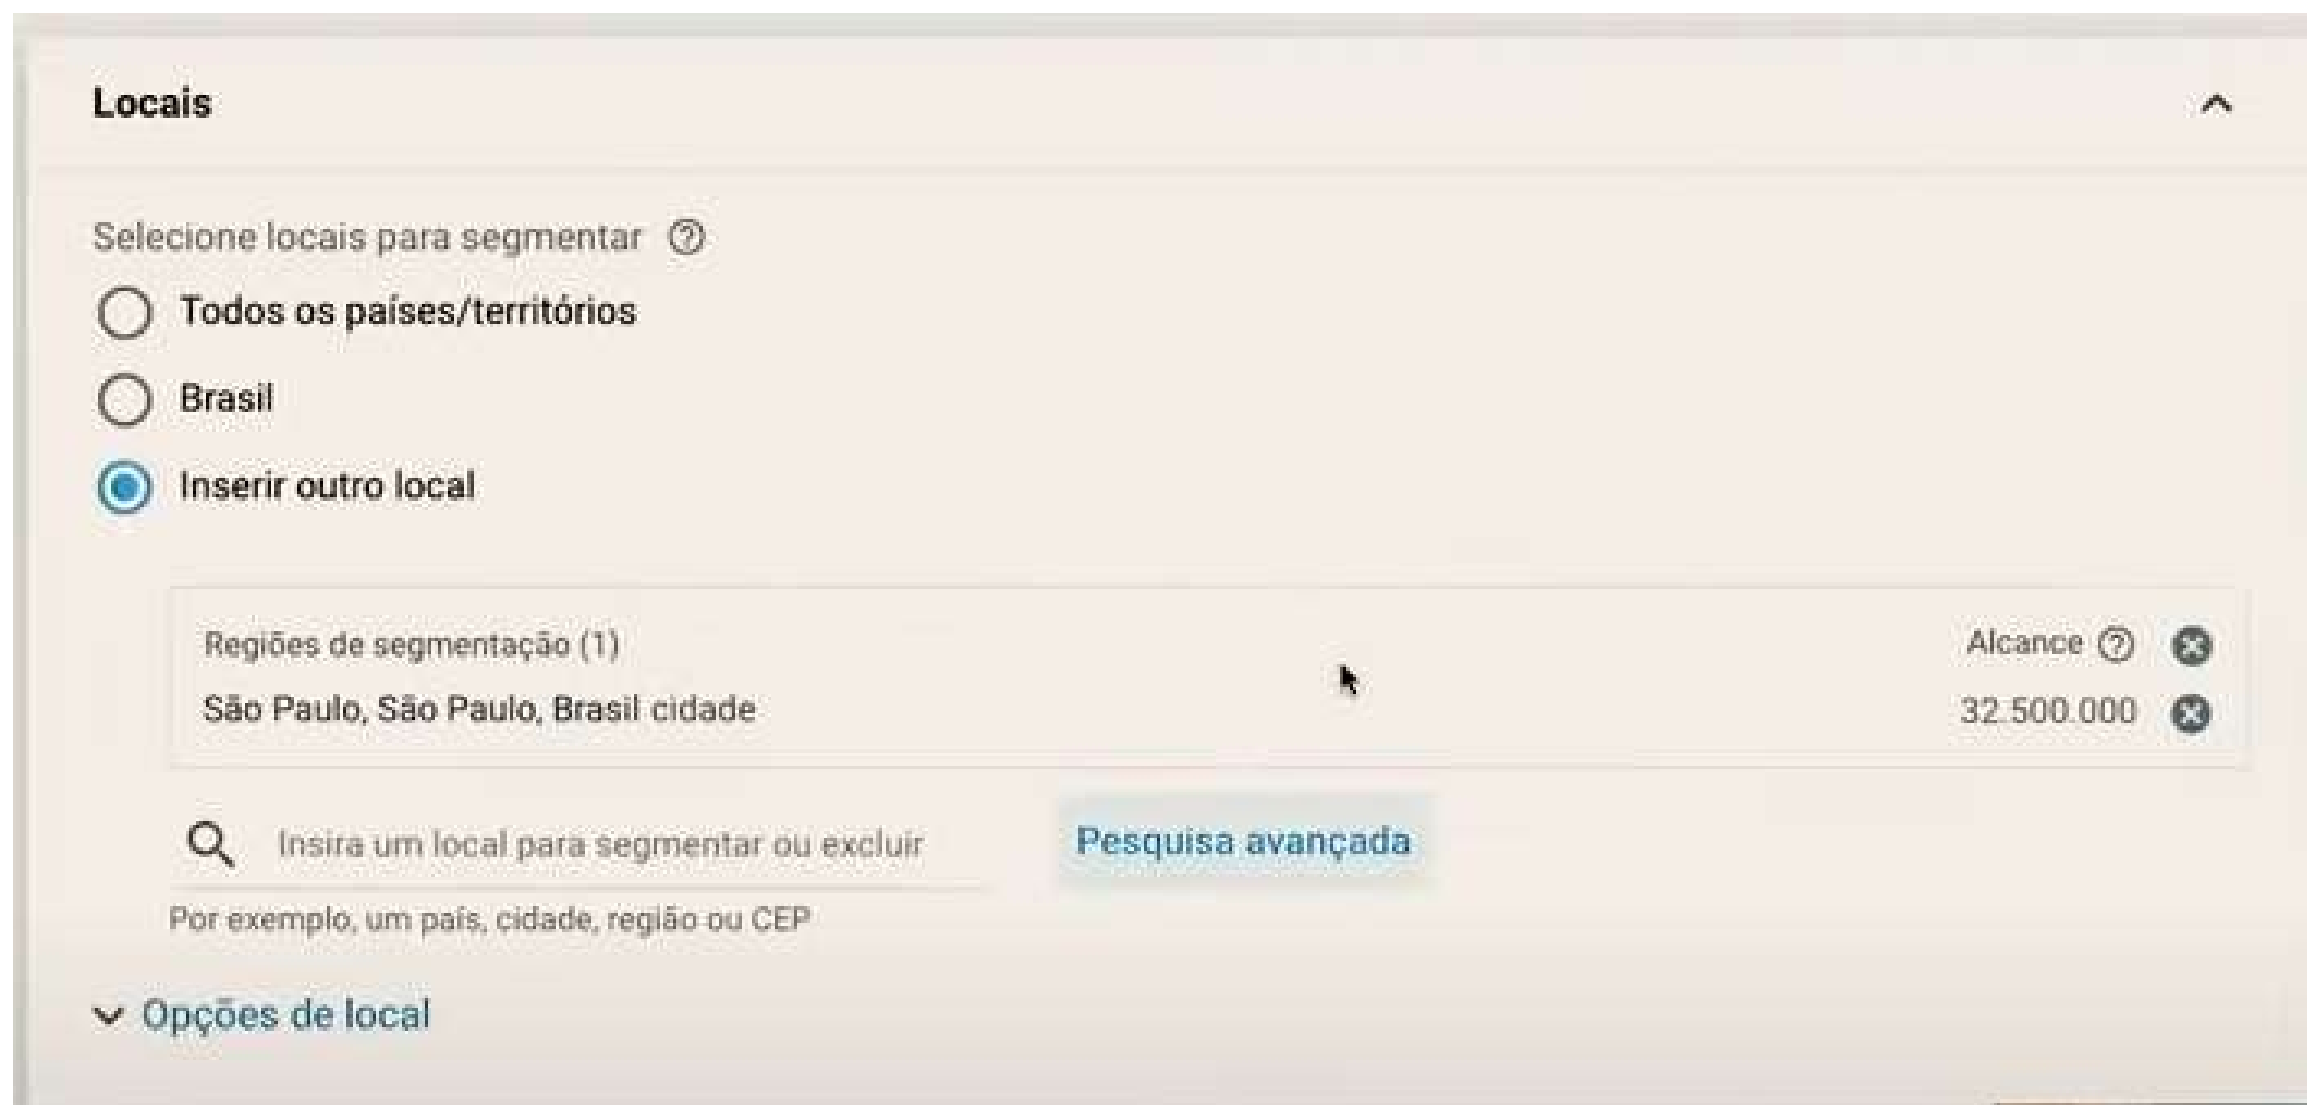 Locais
Selecione locais para segmentar
Todos os países/territórios
Brasil
Inserir outro local
Regiões de segmentação (1) Alcance
São Paulo, São Paulo, Brasil cidade 32.500.000
Insira um local para segmentar ou excluir Pesquisa avançada
Por exemplo, um país, cidade, região ou CEP
Opções de local